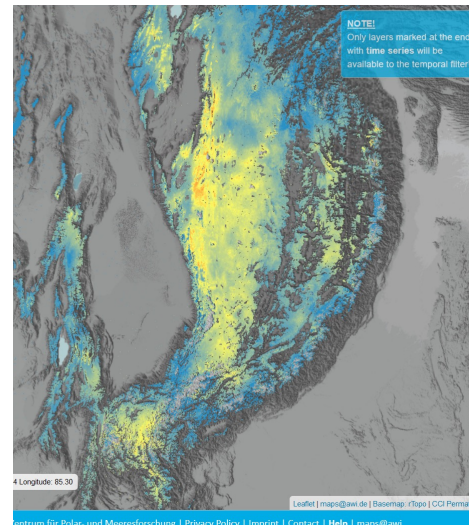 NOTE!
Only layers marked at the end
with time series will be
available to the temporal filter
4 Longitude: 85.30
Leaflet | maps@awi.de | Basemap: rTopo | CCI Perma
Zentrum für Polar- und Meeresforschung | Privacy Policy | Imprint | Contact | Help | maps@awi